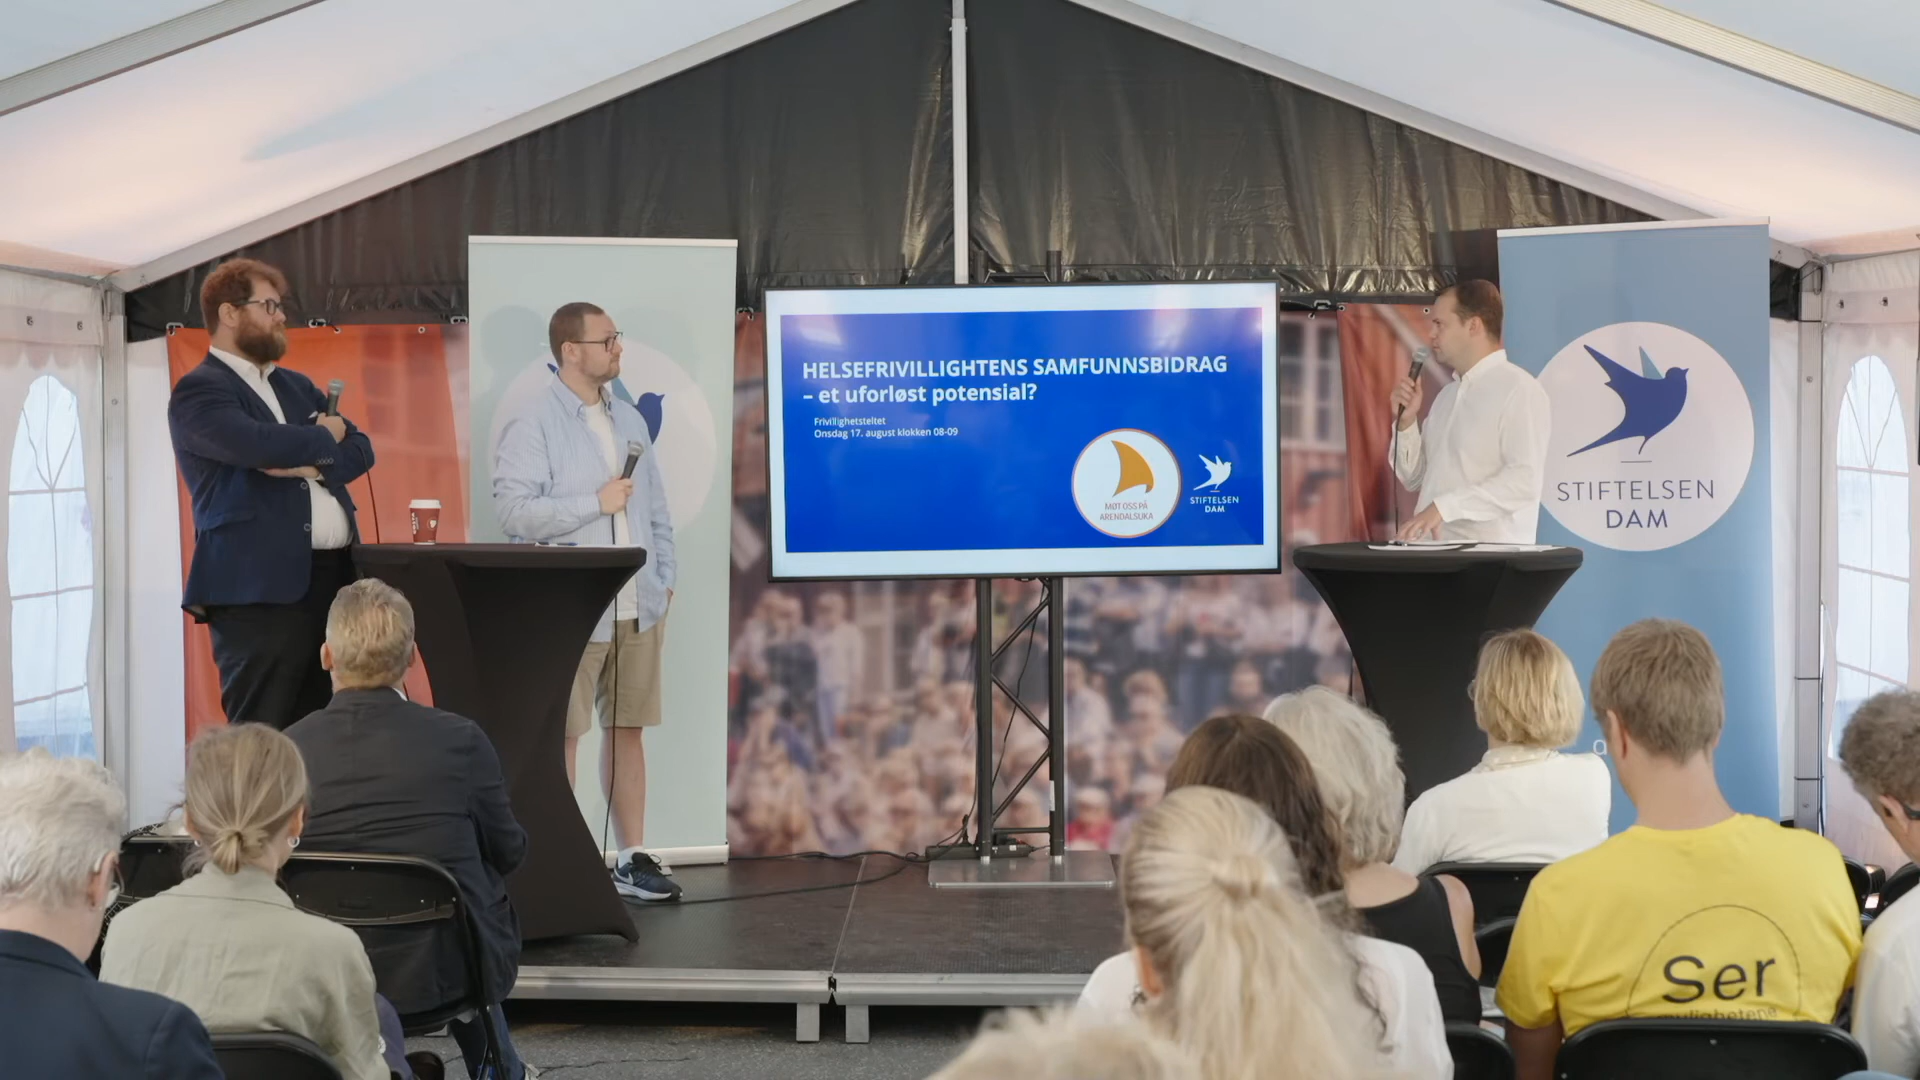 HELSEFRIVILLIGHTENS SAMFUNNSBIDRAG
– et uforløst potensial?
Frivillighetsteltet
Onsdag 17. august klokken 08-09
MØT OSS PÅ
ARENDALSUKA
STIFTELSEN
DAM
STIFTELSEN
DAM
Ser